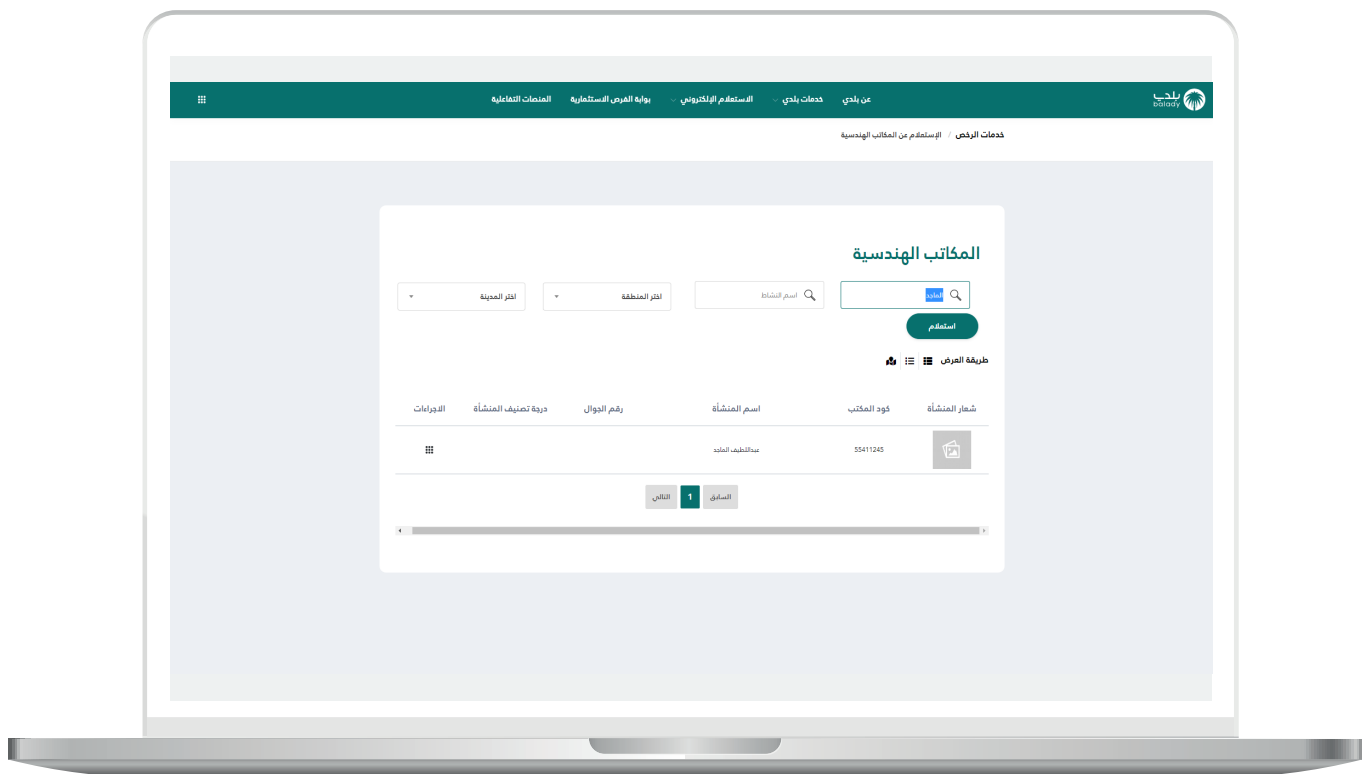 بلدي
balady
عن بلدي خدمات بلدي الاستعلام الإلكتروني بوابة الفرص الاستثمارية المنصات التفاعلية
خدمات الرخص / الإستعلام عن المكاتب الهندسية
المكاتب الهندسية
الماجد اسم النشاط اختر المنطقة اختر المدينة
استعلام
طريقة العرض
شعار المنشأة كود المكتب اسم المنشأة رقم الجوال درجة تصنيف المنشأة الاجراءات
55411245 عبداللطيف الماجد
السابق 1 التالي